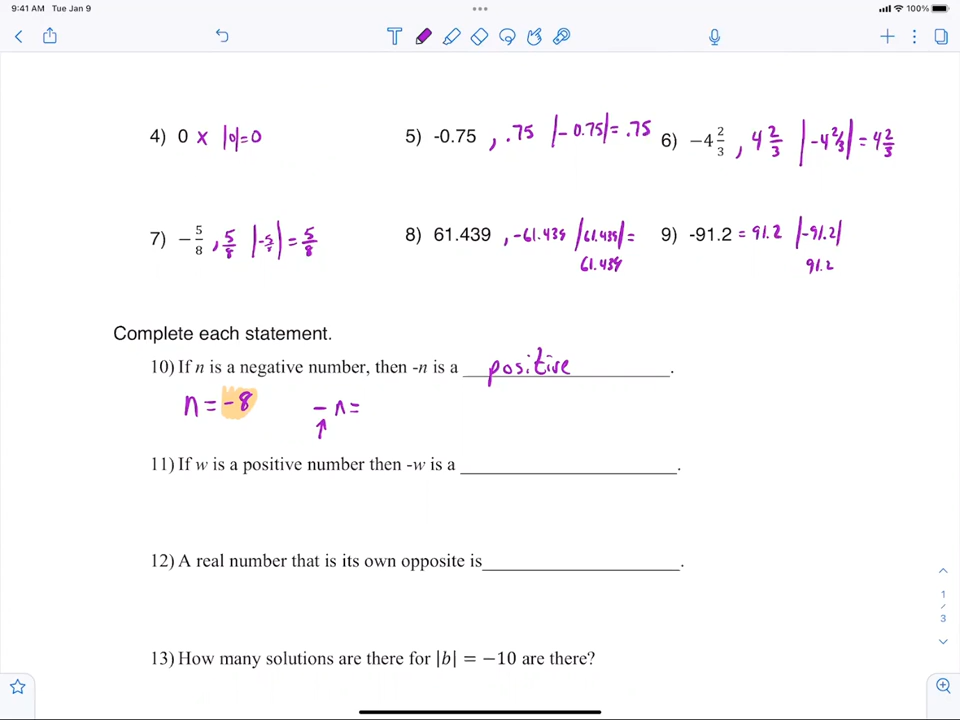 9:41 AM Tue Jan 9 100%
4) 0 x |0|=0 5) -0.75 , .75 |-0.75|= .75 6) −4 2/3 , 4 2/3 |-4 2/3| = 4 2/3
7) − 5/8 , 5/8 |-5/8| = 5/8 8) 61.439 , -61.439 |61.439|= 9) -91.2 = 91.2 |-91.2|
61.439 91.2
Complete each statement.
10) If n is a negative number, then -n is a positive.
n = -8 - n =
11) If w is a positive number then -w is a ____________________.
12) A real number that is its own opposite is____________________.
13) How many solutions are there for |b| = −10 are there?
1
/
3